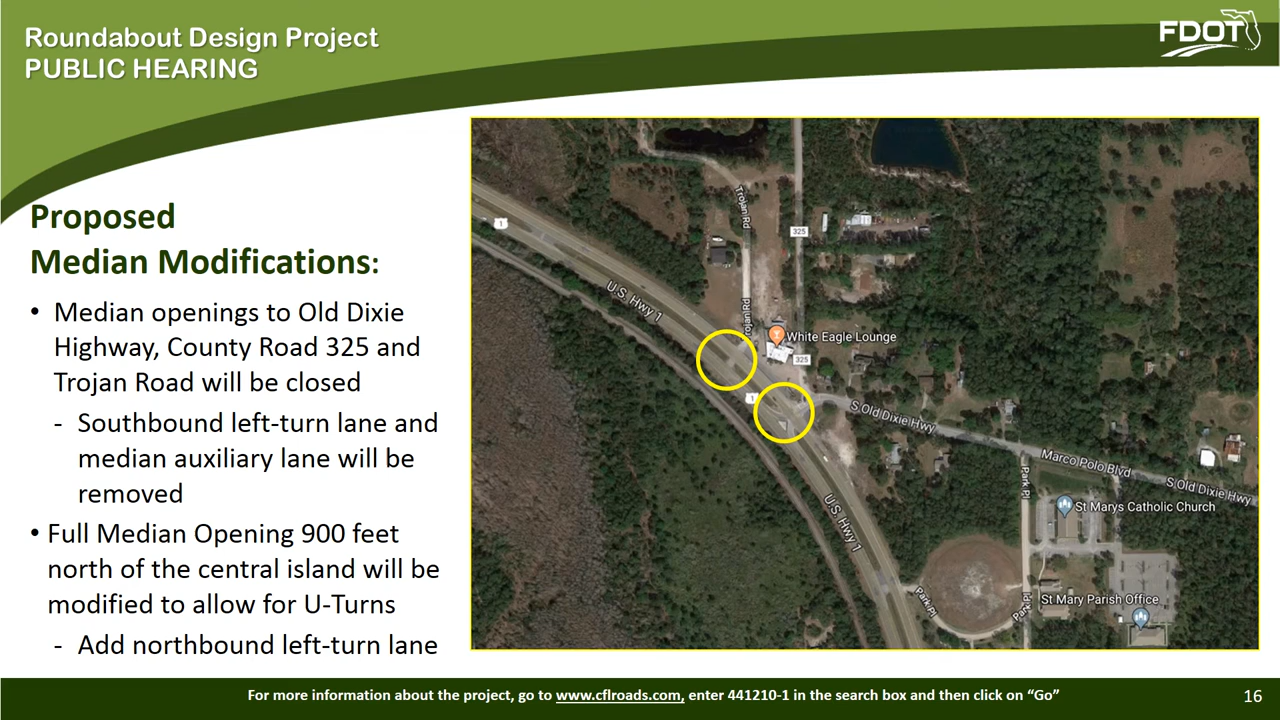 Roundabout Design Project
PUBLIC HEARING
FDOT
Proposed
Median Modifications:
• Median openings to Old Dixie
Highway, County Road 325 and
Trojan Road will be closed
- Southbound left-turn lane and
median auxiliary lane will be
removed
• Full Median Opening 900 feet
north of the central island will be
modified to allow for U-Turns
- Add northbound left-turn lane
1
Trojan Rd
325
U.S. Hwy 1
Trojan Rd
White Eagle Lounge
325
1
S Old Dixie Hwy
Marco Polo Blvd
S Old Dixie Hwy
Park Pl
U.S. Hwy 1
St Marys Catholic Church
Park Pl
Park Pl
St Mary Parish Office
For more information about the project, go to www.cflroads.com, enter 441210-1 in the search box and then click on “Go”
16